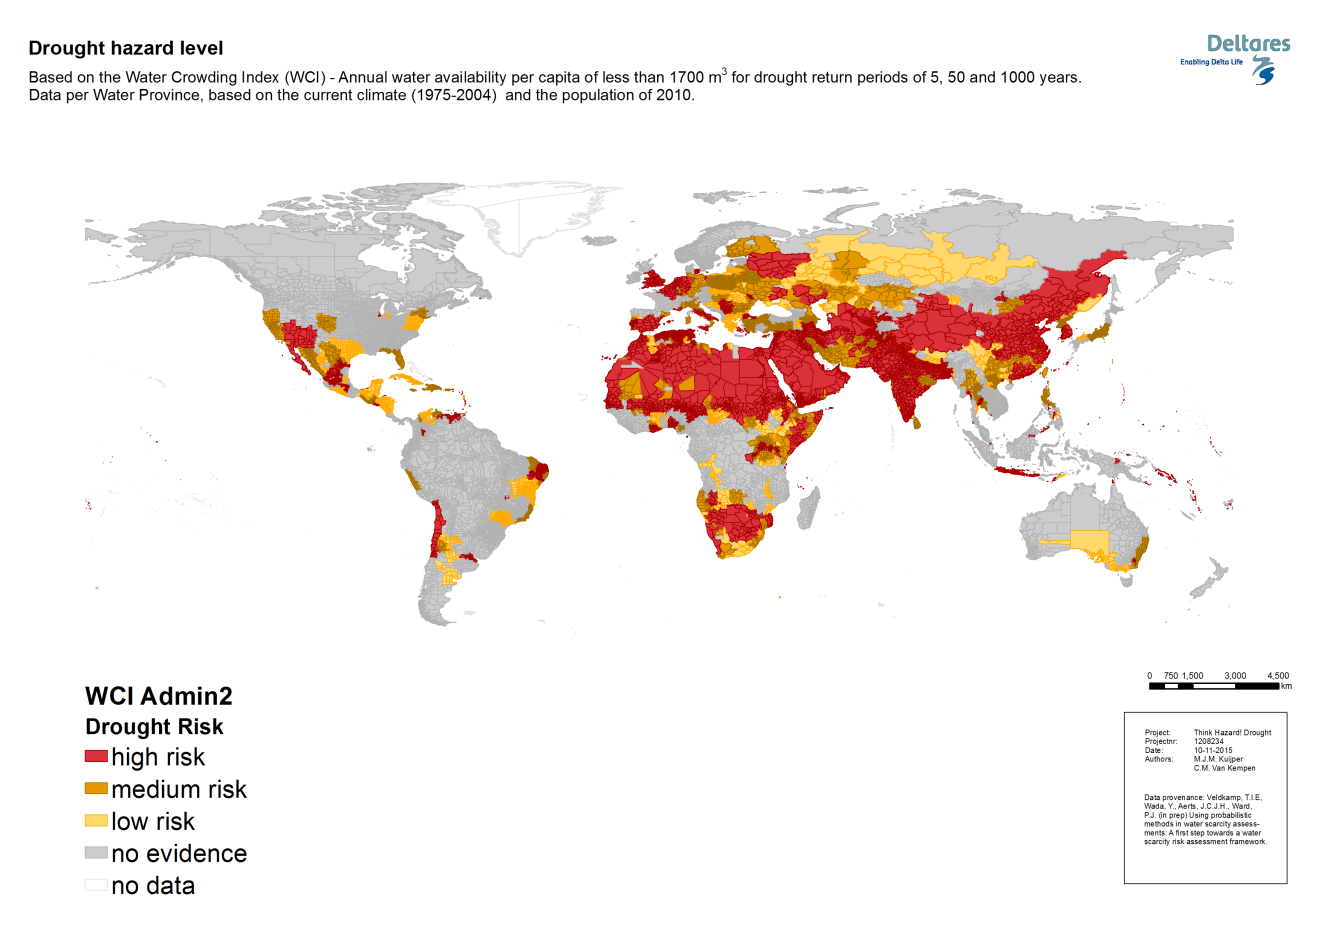 Drought hazard level
Based on the Water Crowding Index (WCI) - Annual water availability per capita of less than 1700 m3 for drought return periods of 5, 50 and 1000 years.
Data per Water Province, based on the current climate (1975-2004)  and the population of 2010.
Deltares
Enabling Delta Life
WCI Admin2
Drought Risk
high risk
medium risk
low risk
no evidence
no data
0 750 1,500 3,000 4,500
km
Project: Think Hazard! Drought
Projectnr: 1208234
Date: 10-11-2015
Authors: M.J.M. Kuijper
C.M. Van Kempen
Data provenance: Veldkamp, T.I.E,
Wada, Y., Aerts, J.C.J.H., Ward,
P.J. (in prep) Using probabilistic
methods in water scarcity assess-
ments: A first step towards a water
scarcity risk assessment framework.